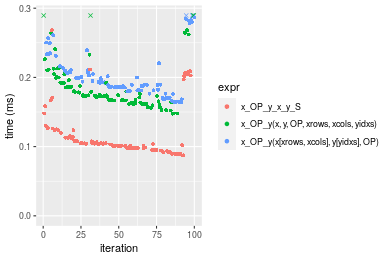 0.3
0.2
0.1
0.0
time (ms)
0
25
50
75
100
iteration
expr
x_OP_y_x_y_S
x_OP_y(x, y, OP, xrows, xcols, yidxs)
x_OP_y(x[xrows, xcols], y[yidxs], OP)